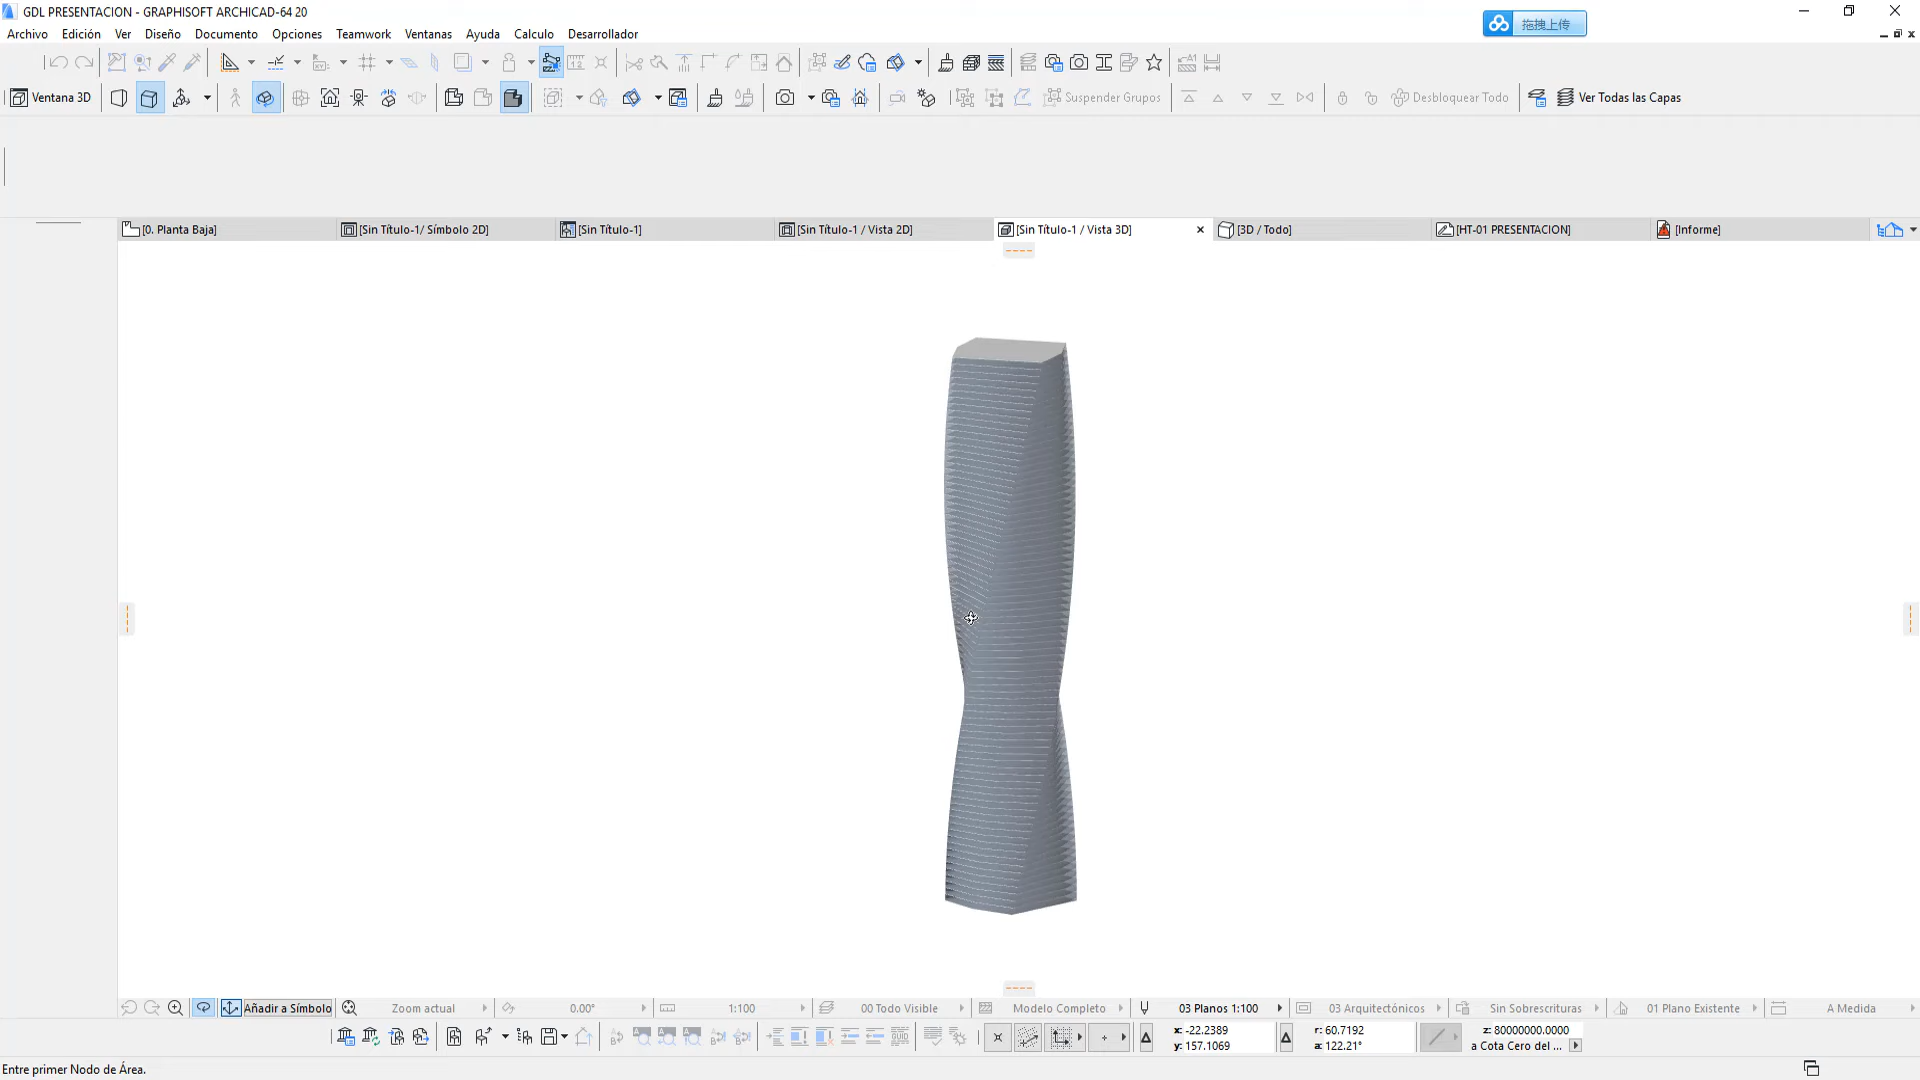 GDL PRESENTACION - GRAPHISOFT ARCHICAD-64 20
拖拽上传
Archivo Edición Ver Diseño Documento Opciones Teamwork Ventanas Ayuda Calculo Desarrollador
Ventana 3D Suspender Grupos Desbloquear Todo Ver Todas las Capas
[0. Planta Baja] [Sin Título-1/ Símbolo 2D] [Sin Título-1] [Sin Título-1 / Vista 2D] [Sin Título-1 / Vista 3D] [3D / Todo] [HT-01 PRESENTACION] [Informe]
Añadir a Símbolo Zoom actual 0.00° 1:100 00 Todo Visible Modelo Completo 03 Planos 1:100 03 Arquitectónicos Sin Sobrescrituras 01 Plano Existente A Medida
x: -22.2389 r: 60.7192 z: 80000000.0000
y: 157.1069 a: 122.21° a Cota Cero del ...
Entre primer Nodo de Área.